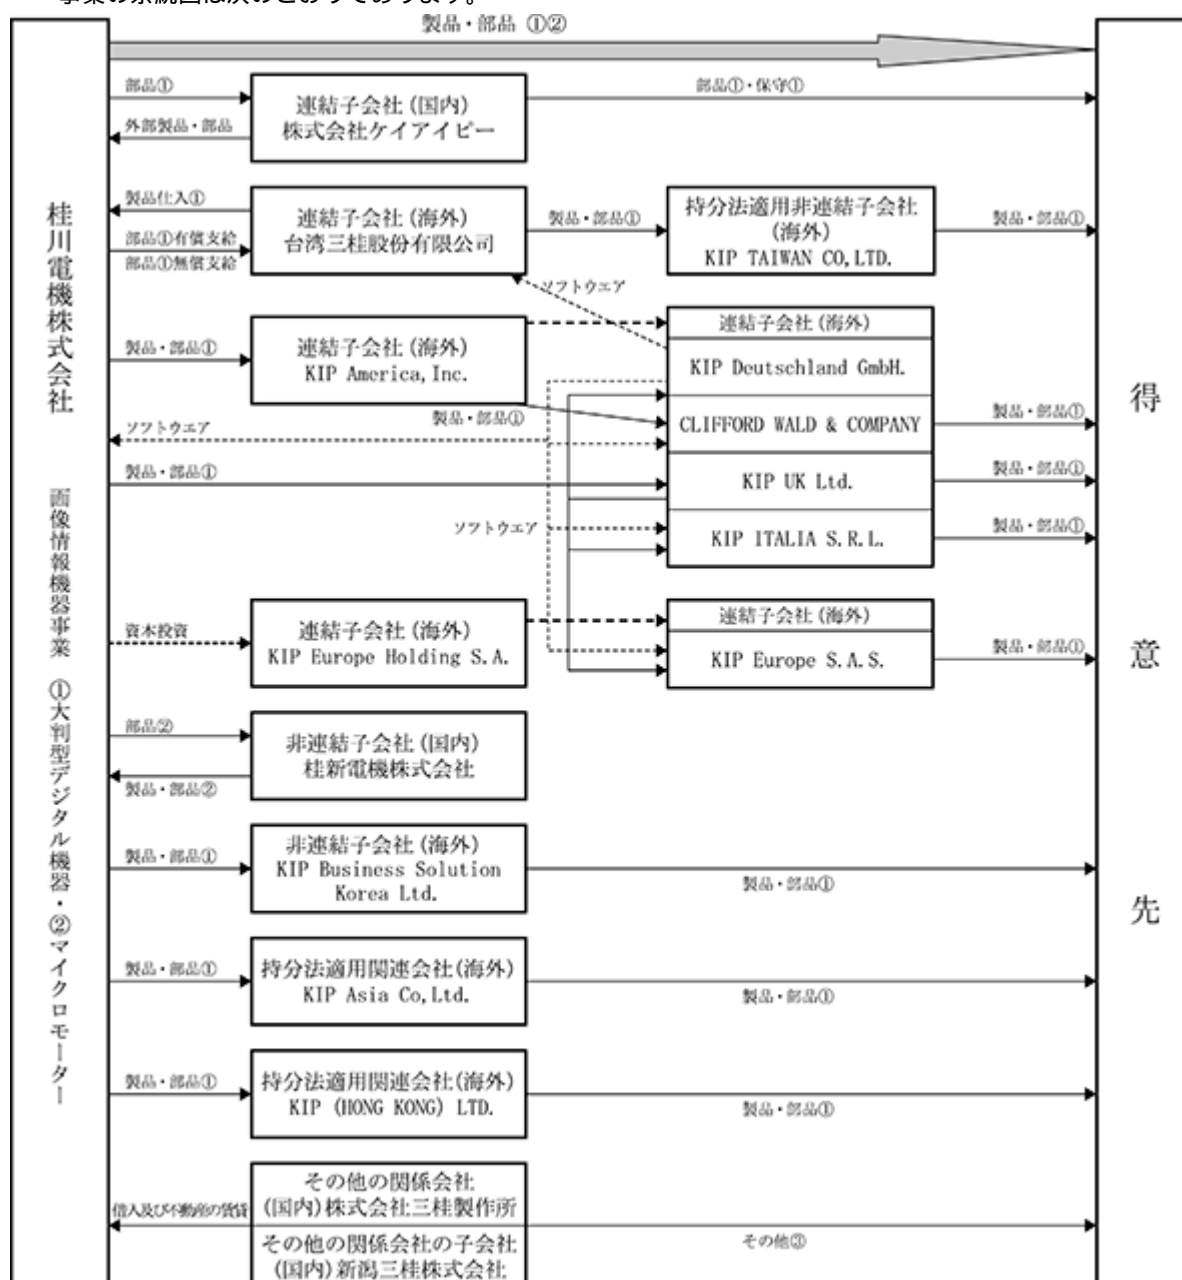 事業の系統図は次のとおりであります。
製品・部品 ①②
部品①
連結子会社(国内)
株式会社ケイアイピー
部品①・保守①
外部製品・部品
製品仕入①
連結子会社(海外)
台湾三桂股份有限公司
部品①有償支給
部品①無償支給
製品・部品①
持分法適用非連結子会社
(海外)
KIP TAIWAN CO,LTD.
製品・部品①
ソフトウエア
連結子会社(海外)
KIP Deutschland GmbH.
CLIFFORD WALD & COMPANY
KIP UK Ltd.
KIP ITALIA S.R.L.
製品・部品①
連結子会社(海外)
KIP America,Inc.
製品・部品①
製品・部品①
製品・部品①
製品・部品①
ソフトウエア
製品・部品①
ソフトウエア
資本投資
連結子会社(海外)
KIP Europe Holding S.A.
連結子会社(海外)
KIP Europe S.A.S.
製品・部品①
部品②
非連結子会社(国内)
桂新電機株式会社
製品・部品②
製品・部品①
非連結子会社(海外)
KIP Business Solution
Korea Ltd.
製品・部品①
製品・部品①
持分法適用関連会社(海外)
KIP Asia Co,Ltd.
製品・部品①
製品・部品①
持分法適用関連会社(海外)
KIP (HONG KONG) LTD.
製品・部品①
借入及び不動産の賃貸
その他の関係会社
(国内)株式会社三桂製作所
その他の関係会社の子会社
(国内)新潟三桂株式会社
その他③
桂川電機株式会社
画像情報機器事業 ①大判型デジタル機器・②マイクロモーター
得意先